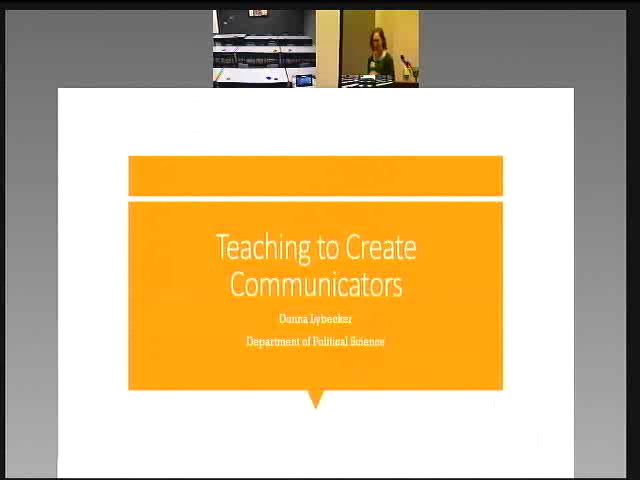 Teaching to Create
Communicators
Donna Lybecker
Department of Political Science